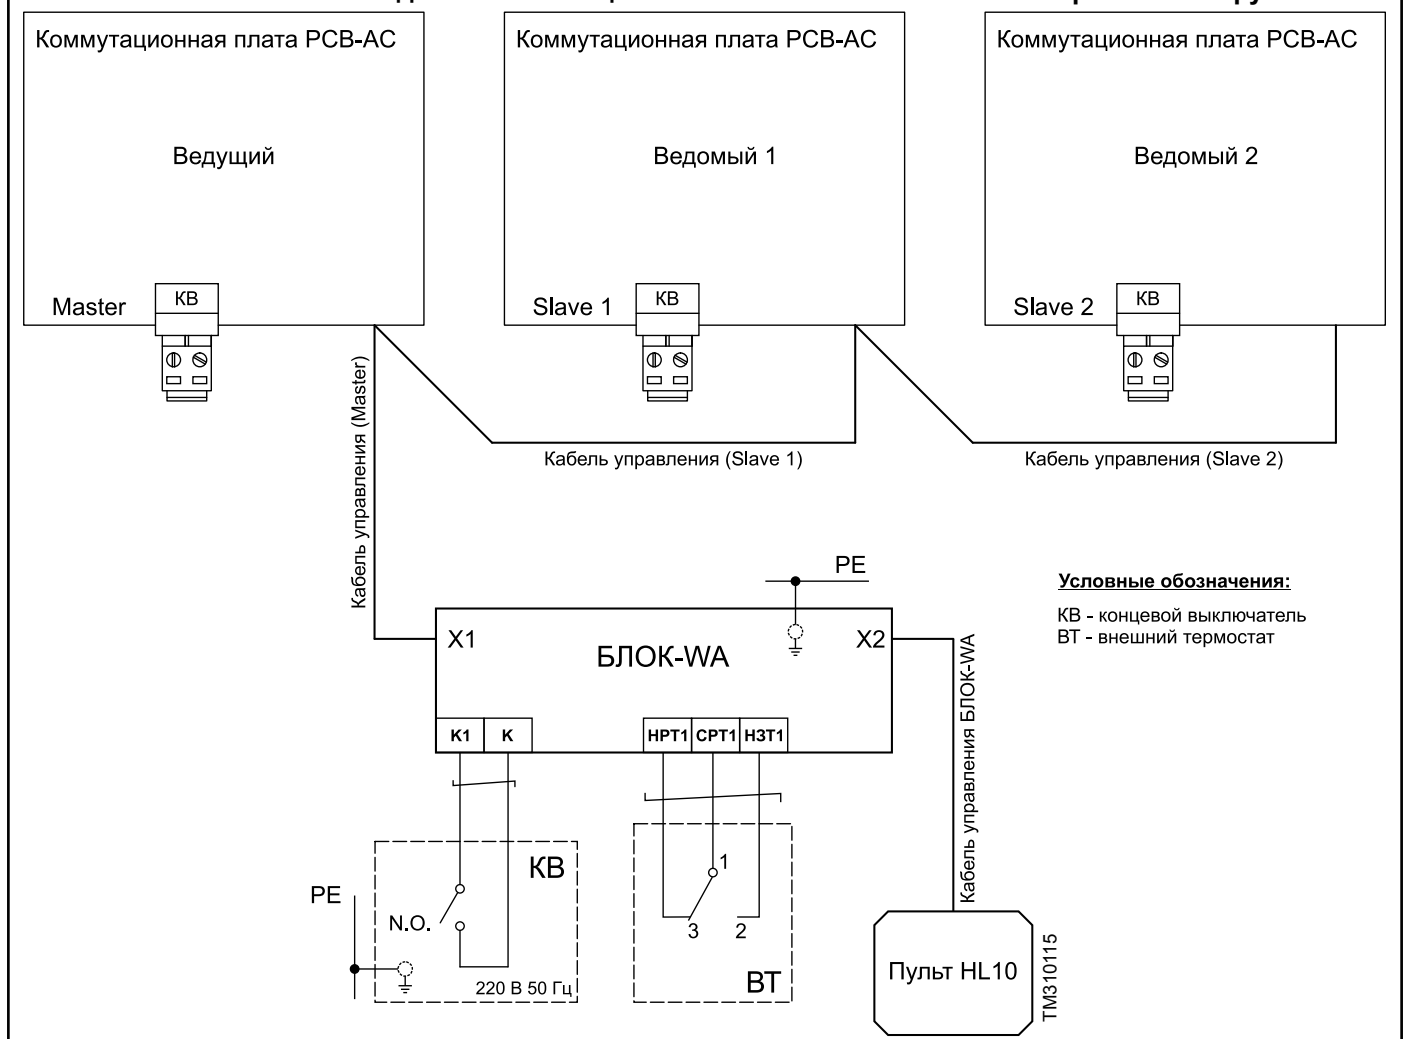 Коммутационная плата PCB-AC
Коммутационная плата PCB-AC
Коммутационная плата PCB-AC
Ведущий
Ведомый 1
Ведомый 2
Master
КВ
Slave 1
КВ
Slave 2
КВ
Кабель управления (Master)
Кабель управления (Slave 1)
Кабель управления (Slave 2)
PE
Условные обозначения:
КВ - концевой выключатель
ВТ - внешний термостат
X1
БЛОК-WA
X2
Кабель управления БЛОК-WA
К1
К
НРТ1
СРТ1
НЗТ1
КВ
PE
N.O.
220 В 50 Гц
1
3
2
ВТ
Пульт HL10
TM310115